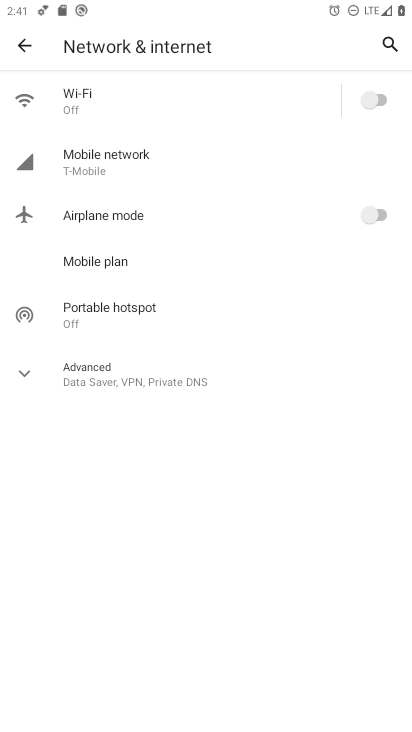 2:41
LTE
Network & internet
Wi-Fi
Off
Mobile network
T-Mobile
Airplane mode
Mobile plan
Portable hotspot
Off
Advanced
Data Saver, VPN, Private DNS